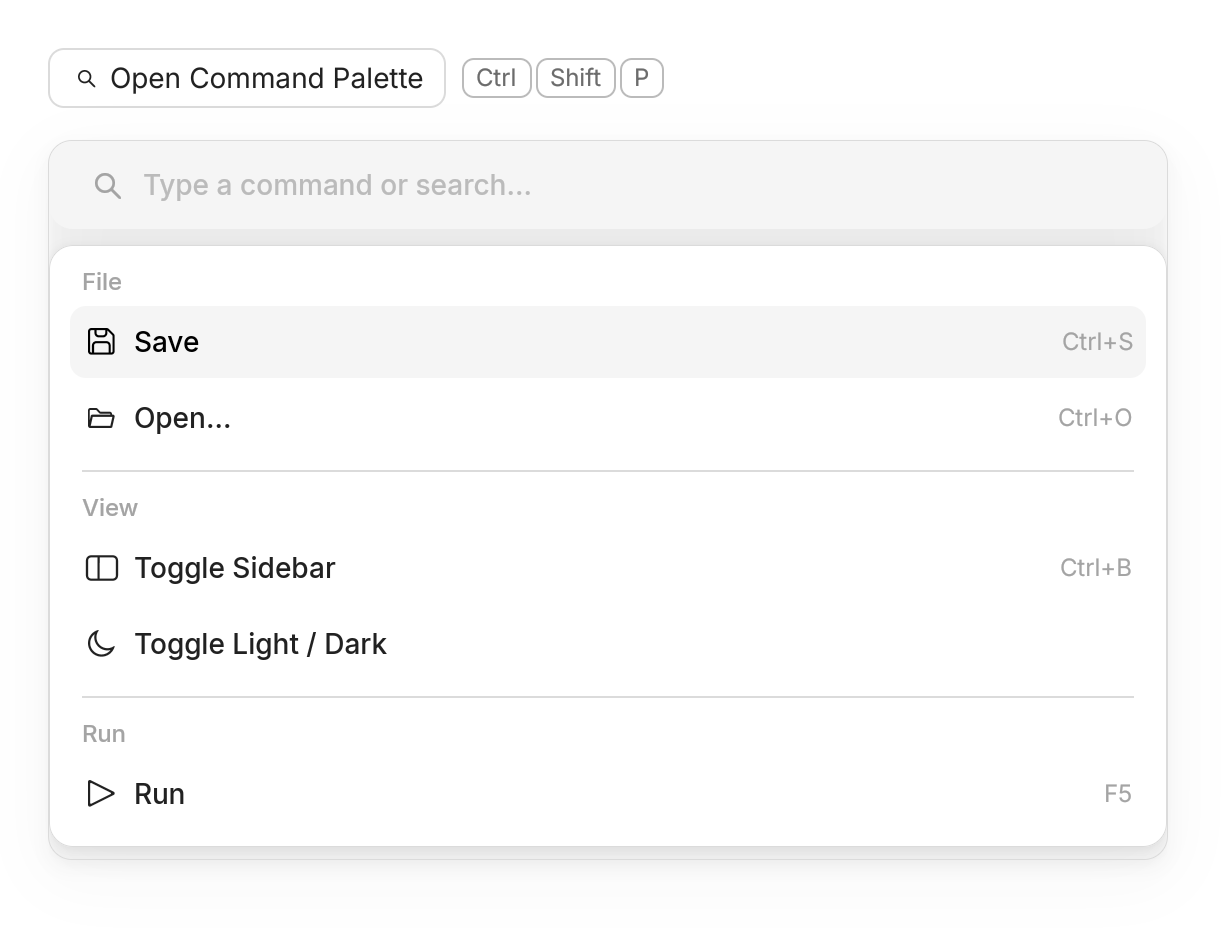 Open Command Palette Ctrl Shift P
Type a command or search...
File
Save Ctrl+S
Open... Ctrl+O
View
Toggle Sidebar Ctrl+B
Toggle Light / Dark
Run
Run F5